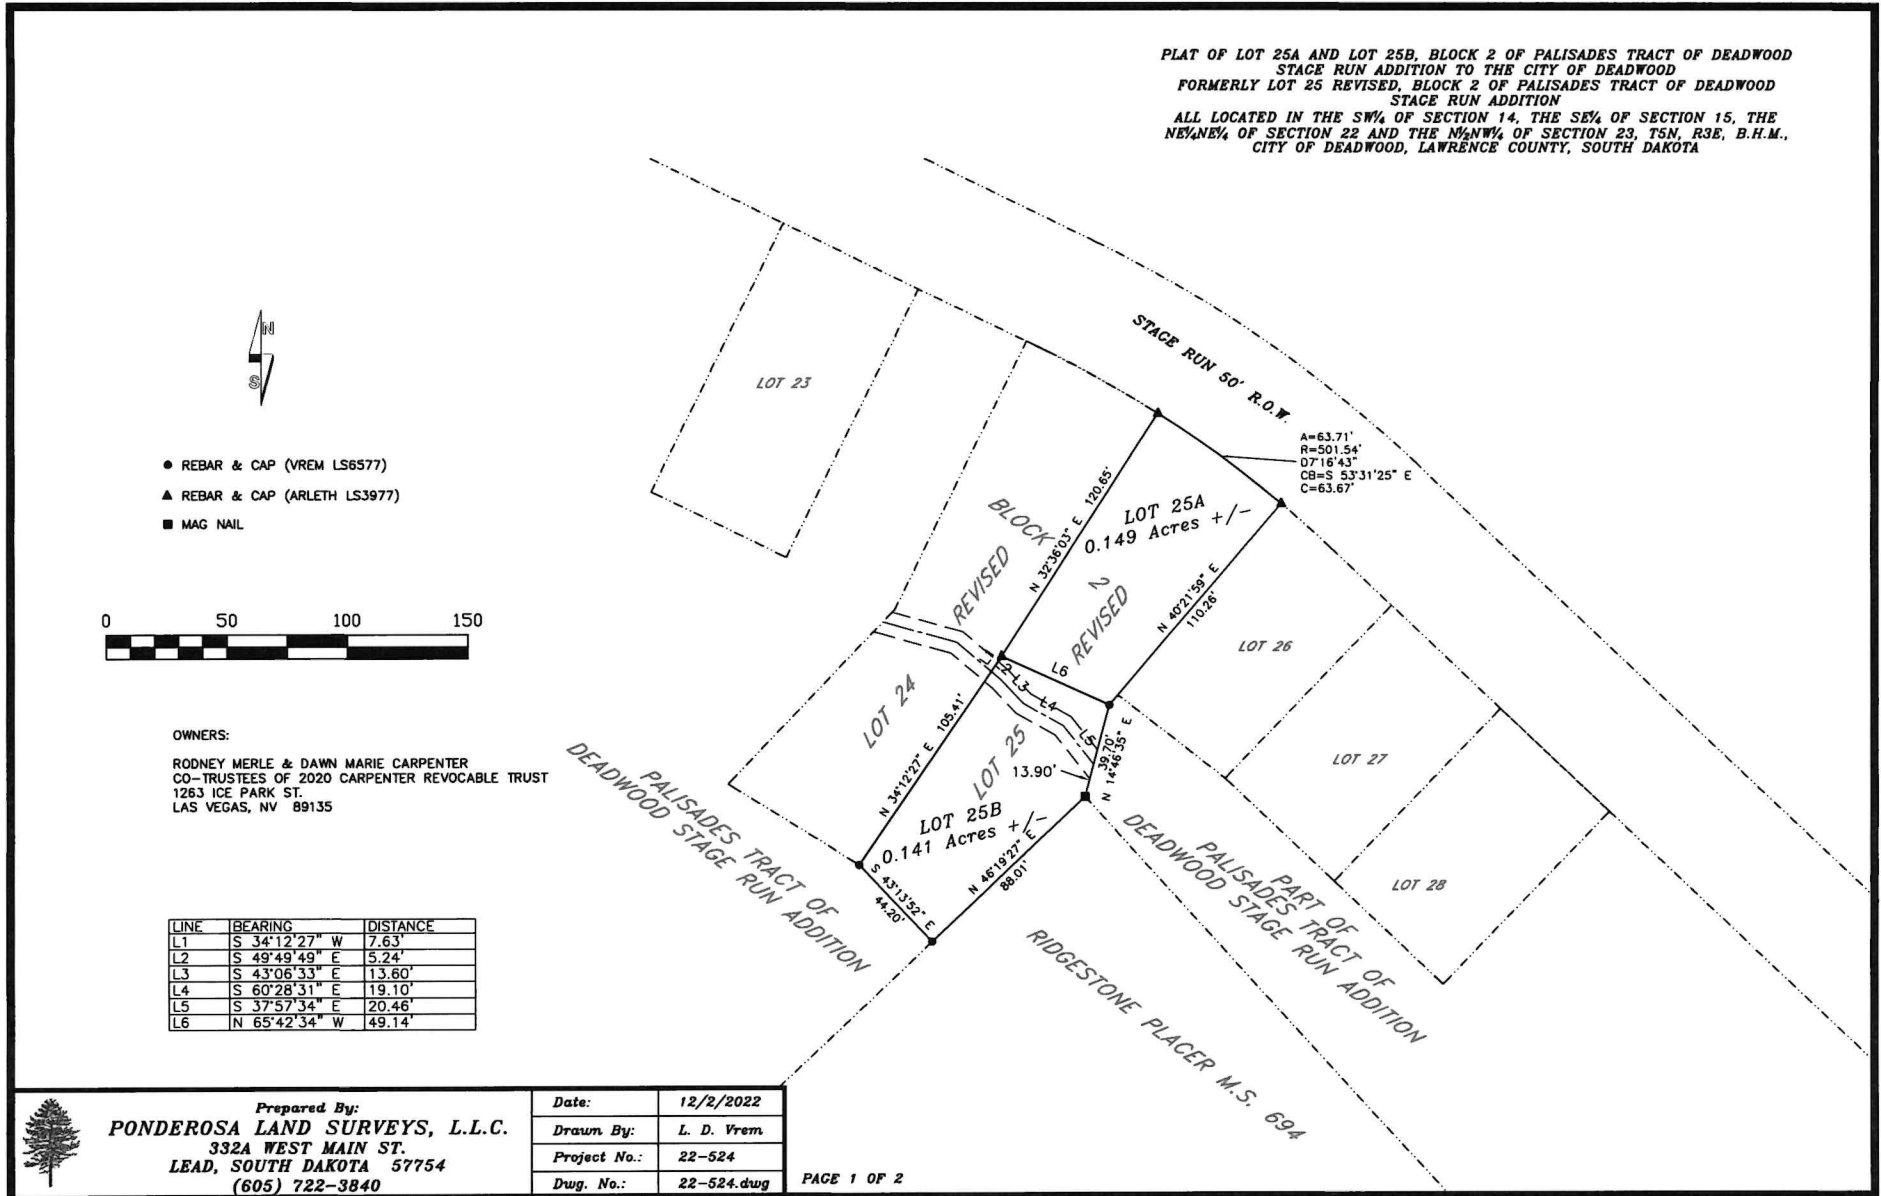 PLAT OF LOT 25A AND LOT 25B, BLOCK 2 OF PALISADES TRACT OF DEADWOOD
STAGE RUN ADDITION TO THE CITY OF DEADWOOD
FORMERLY LOT 25 REVISED, BLOCK 2 OF PALISADES TRACT OF DEADWOOD
STAGE RUN ADDITION
ALL LOCATED IN THE SW¼ OF SECTION 14, THE SE¼ OF SECTION 15, THE
NE¼NE¼ OF SECTION 22 AND THE N½NW¼ OF SECTION 23, T5N, R3E, B.H.M.,
CITY OF DEADWOOD, LAWRENCE COUNTY, SOUTH DAKOTA
N
S
● REBAR & CAP (VREM LS6577)
▲ REBAR & CAP (ARLETH LS3977)
■ MAG NAIL
0 50 100 150
OWNERS:
RODNEY MERLE & DAWN MARIE CARPENTER
CO-TRUSTEES OF 2020 CARPENTER REVOCABLE TRUST
1263 ICE PARK ST.
LAS VEGAS, NV 89135
LINE BEARING DISTANCE
L1 S 34°12'27" W 7.63'
L2 S 49°49'49" E 5.24'
L3 S 43°06'33" E 13.60'
L4 S 60°28'31" E 19.10'
L5 S 37°57'34" E 20.46'
L6 N 65°42'34" W 49.14'
LOT 23
STAGE RUN 50' R.O.W.
A=63.71'
R=501.54'
D7°16'43"
CB=S 53°31'25" E
C=63.67'
BLOCK
2
REVISED
REVISED
N 32°36'03" E 120.65'
LOT 25A
0.149 Acres +/-
N 40°21'59" E
110.26'
LOT 26
LOT 27
LOT 28
L6
L3
L4
L5
LOT 24
LOT 25
N 34°12'27" E 105.41'
13.90'
39.70'
N 14°46'35" E
LOT 25B
0.141 Acres +/-
S 43°13'52" E
44.20'
N 46°19'27" E
88.01'
PALISADES TRACT OF
DEADWOOD STAGE RUN ADDITION
PART OF
PALISADES TRACT OF
DEADWOOD STAGE RUN ADDITION
RIDGESTONE PLACER M.S. 694
Prepared By:
PONDEROSA LAND SURVEYS, L.L.C.
332A WEST MAIN ST.
LEAD, SOUTH DAKOTA 57754
(605) 722-3840
Date: 12/2/2022
Drawn By: L. D. Vrem
Project No.: 22-524
Dwg. No.: 22-524.dwg
PAGE 1 OF 2